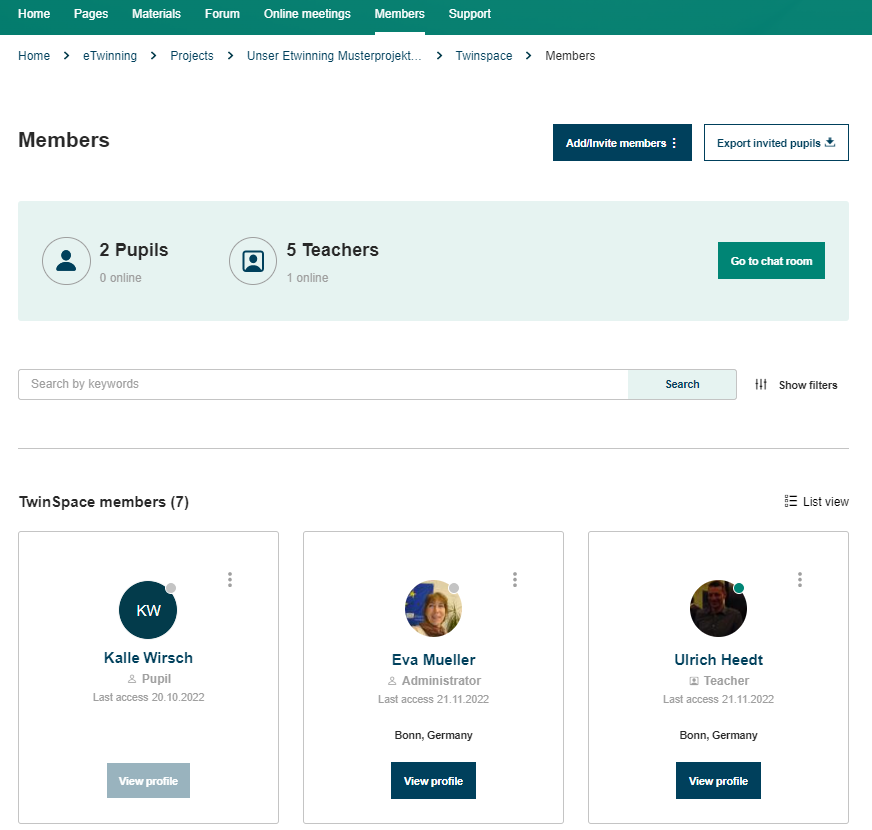 Home Pages Materials Forum Online meetings Members Support
Home > eTwinning > Projects > Unser Etwinning Musterprojekt... > Twinspace > Members
Members
Add/Invite members
Export invited pupils
2 Pupils
0 online
5 Teachers
1 online
Go to chat room
Search by keywords
Search
Show filters
TwinSpace members (7)
List view
KW
Kalle Wirsch
Pupil
Last access 20.10.2022
View profile
Eva Mueller
Administrator
Last access 21.11.2022
Bonn, Germany
View profile
Ulrich Heedt
Teacher
Last access 21.11.2022
Bonn, Germany
View profile